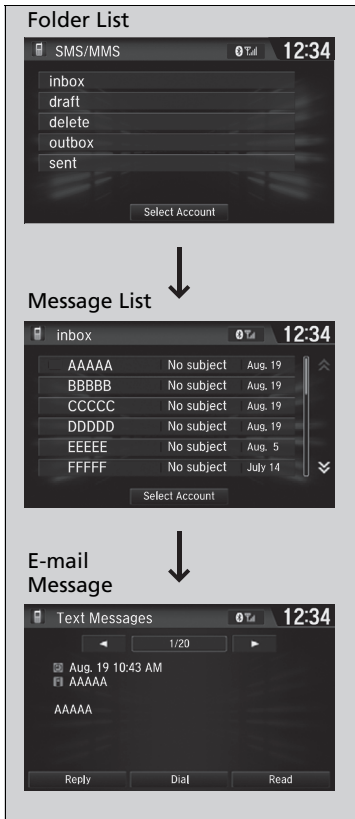 Folder List
SMS/MMS 12:34
inbox
draft
delete
outbox
sent
Select Account
Message List
inbox 12:34
AAAAA No subject Aug. 19
BBBBB No subject Aug. 19
CCCCC No subject Aug. 19
DDDDD No subject Aug. 19
EEEEE No subject Aug. 5
FFFFF No subject July 14
Select Account
E-mail
Message
Text Messages 12:34
1/20
Aug. 19 10:43 AM
AAAAA
AAAAA
Reply Dial Read